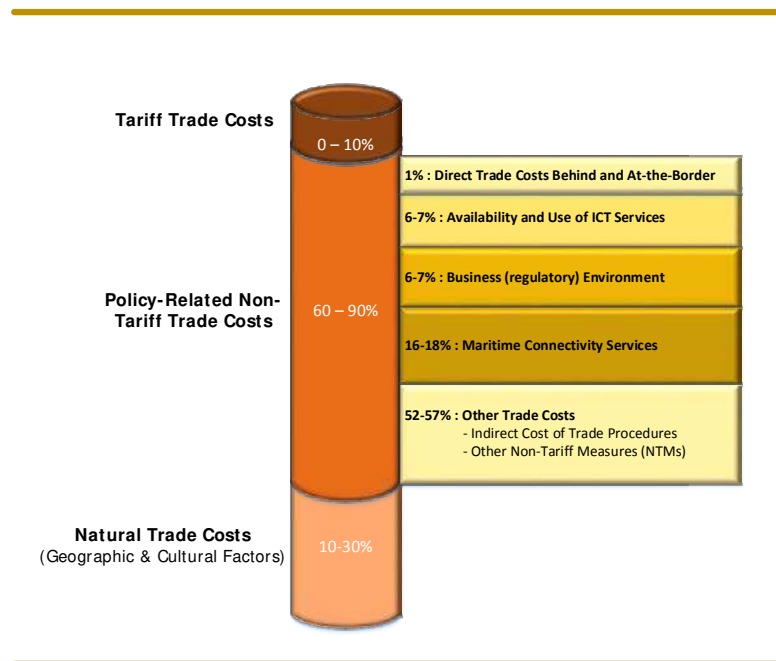 Tariff Trade Costs
0 – 10%
1% : Direct Trade Costs Behind and At-the-Border
6-7% : Availability and Use of ICT Services
6-7% : Business (regulatory) Environment
Policy-Related Non-
Tariff Trade Costs
60 – 90%
16-18% : Maritime Connectivity Services
52-57% : Other Trade Costs
- Indirect Cost of Trade Procedures
- Other Non-Tariff Measures (NTMs)
Natural Trade Costs
(Geographic & Cultural Factors)
10-30%